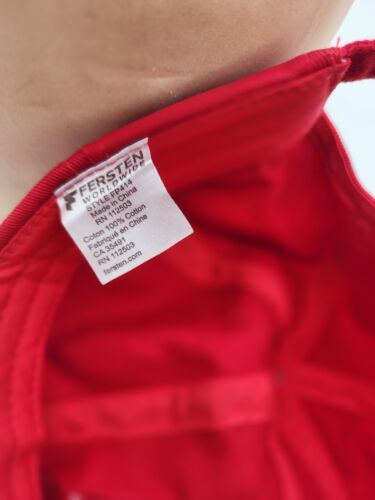 FERSTEN
WORLDWIDE
STYLE FP414
Made in China
RN 112503
Coton 100% Cotton
Fabriqué en Chine
CA 35491
RN 112503
fersten.com